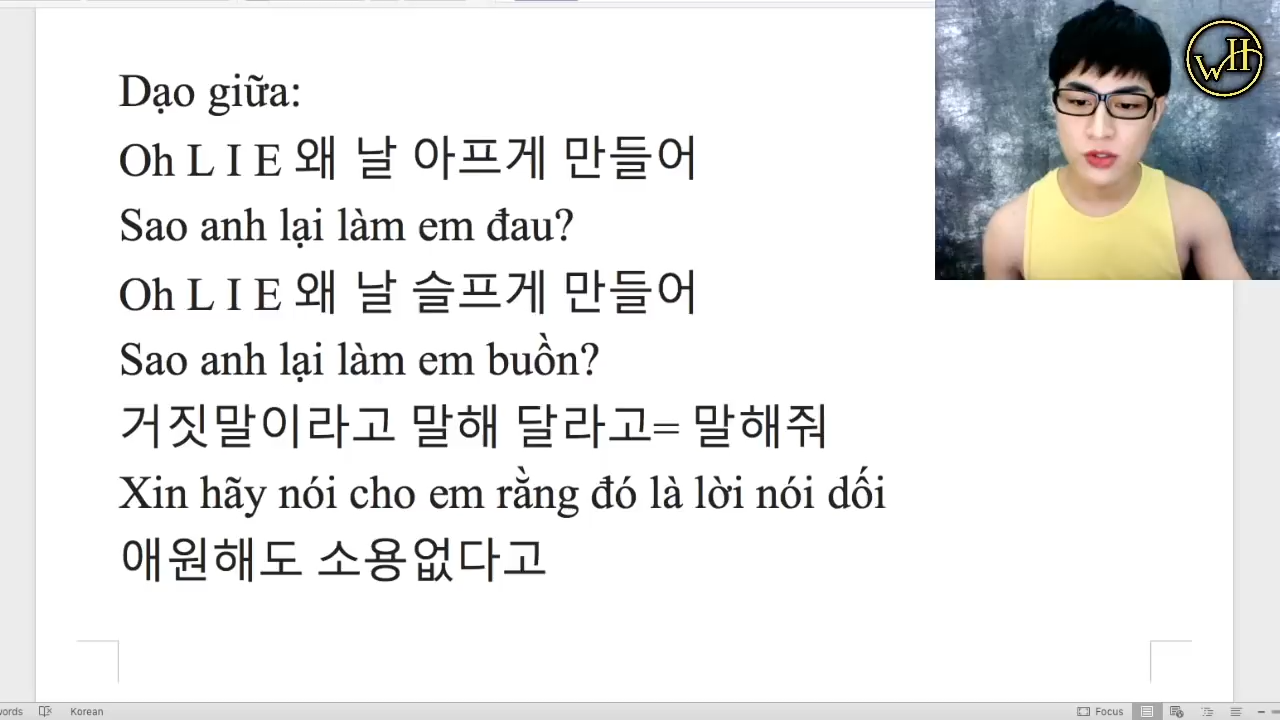 Dạo giữa:
Oh L I E 왜 날 아프게 만들어
Sao anh lại làm em đau?
Oh L I E 왜 날 슬프게 만들어
Sao anh lại làm em buồn?
거짓말이라고 말해 달라고= 말해줘
Xin hãy nói cho em rằng đó là lời nói dối
애원해도 소용없다고
WH
Korean
Focus